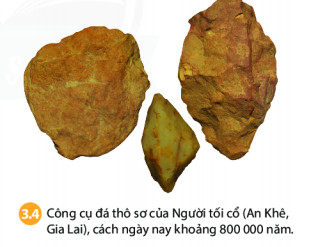 3.4 Công cụ đá thô sơ của Người tối cổ (An Khê,
Gia Lai), cách ngày nay khoảng 800 000 năm.